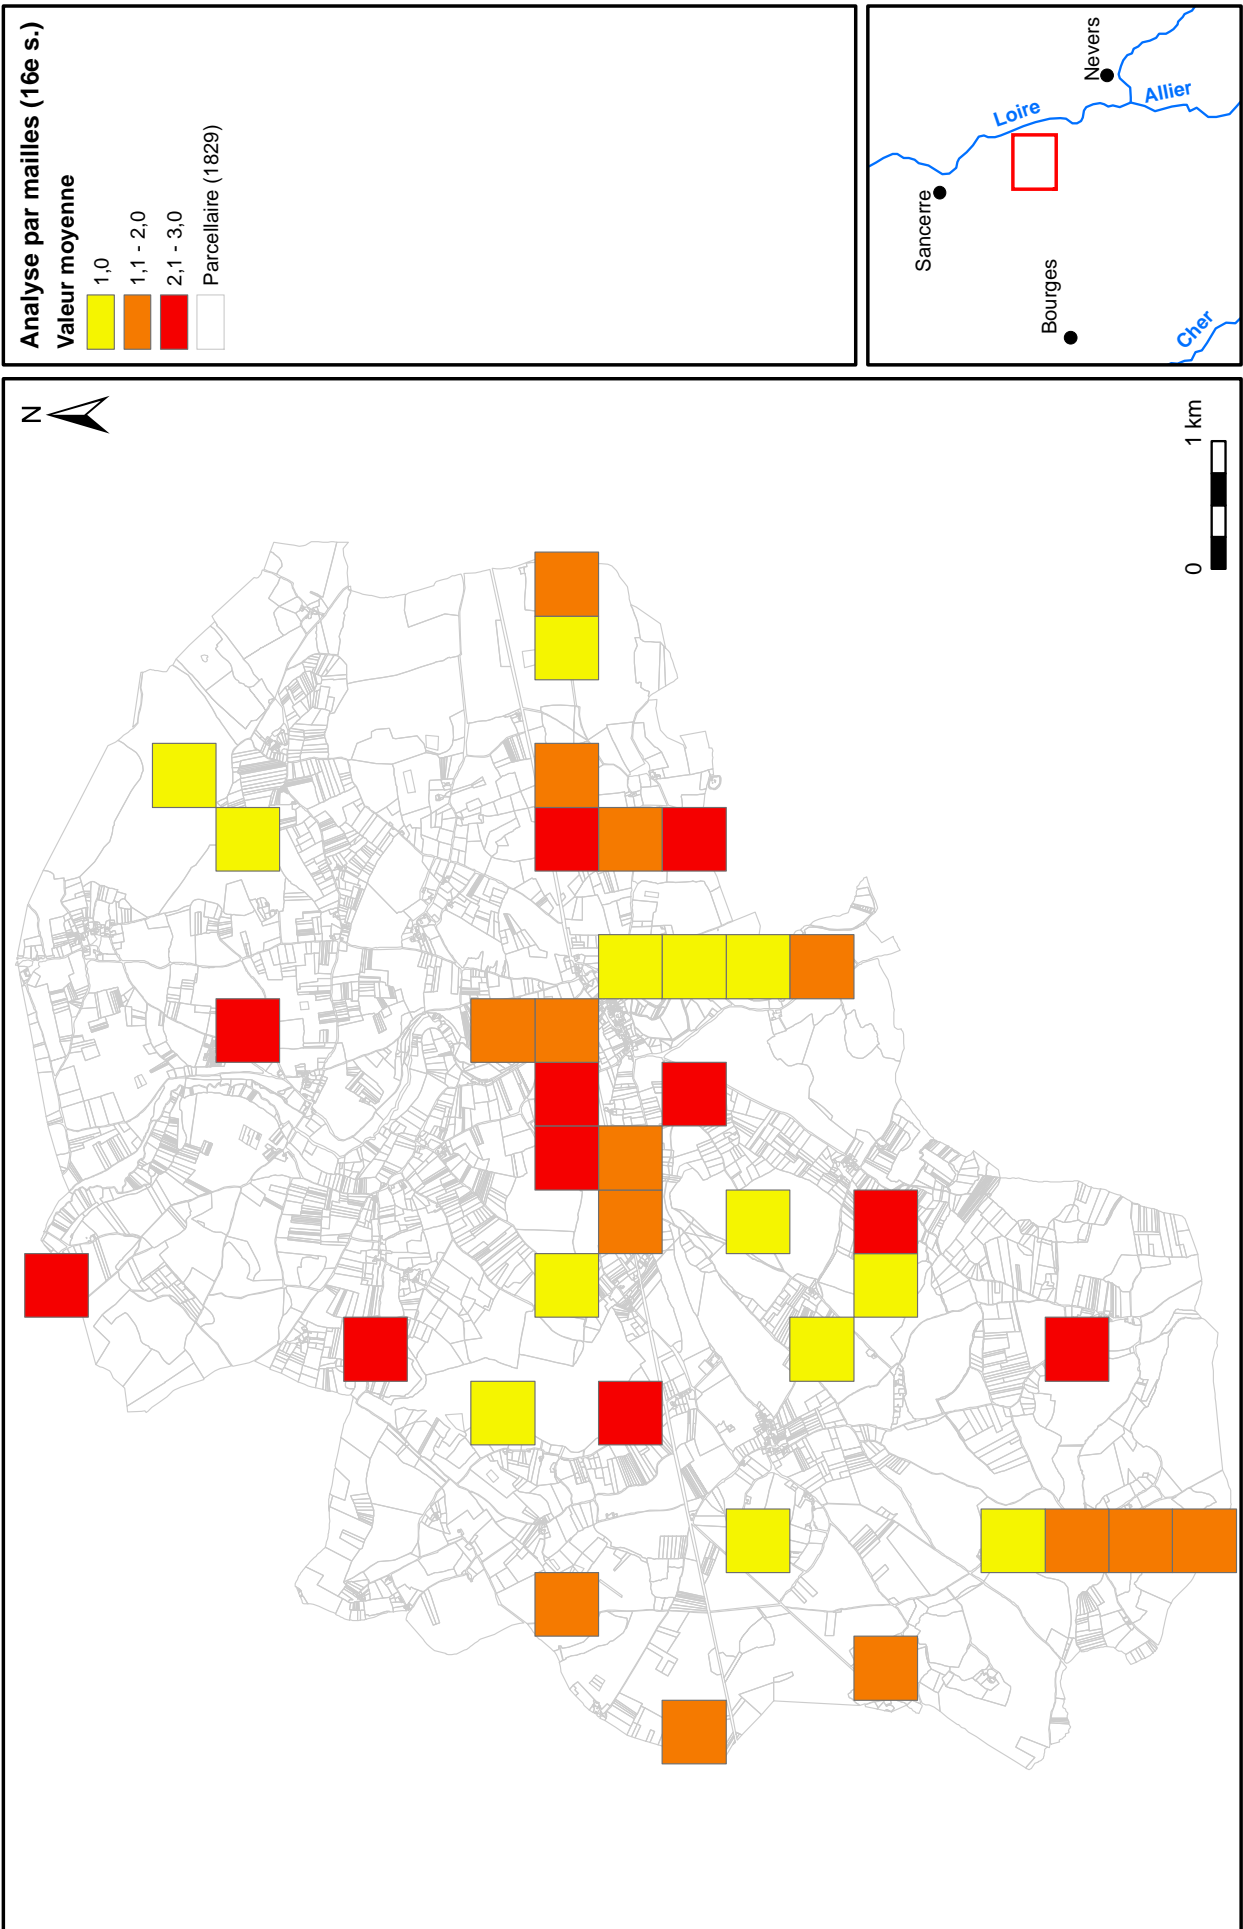 Analyse par mailles (16e s.)
Valeur moyenne
1,0
1,1 - 2,0
2,1 - 3,0
Parcellaire (1829)
Sancerre
Bourges
Nevers
Loire
Allier
Cher
N
0 1 km